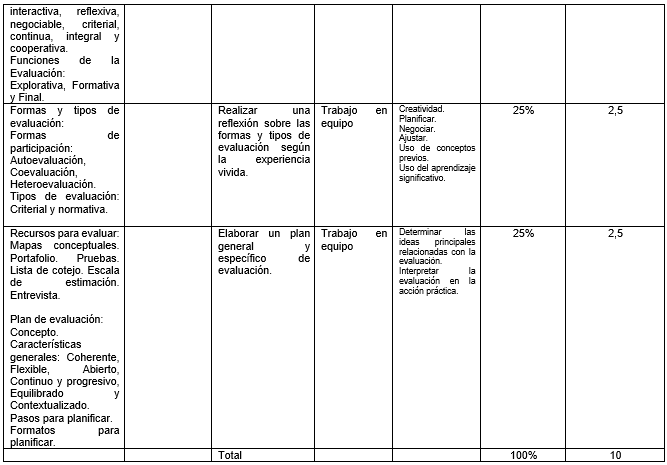 interactiva, reflexiva,
negociable, criterial,
continua, integral y
cooperativa.
Funciones de la
Evaluación:
Explorativa, Formativa
y Final.
Formas y tipos de
evaluación:
Formas de
participación:
Autoevaluación,
Coevaluación,
Heteroevaluación.
Tipos de evaluación:
Criterial y normativa.
Realizar una
reflexión sobre las
formas y tipos de
evaluación según
la experiencia
vivida.
Trabajo en
equipo
Creatividad.
Planificar.
Negociar.
Ajustar.
Uso de conceptos
previos.
Uso del aprendizaje
significativo.
25%
2,5
Recursos para evaluar:
Mapas conceptuales.
Portafolio. Pruebas.
Lista de cotejo. Escala
de estimación.
Entrevista.
Plan de evaluación:
Concepto.
Características
generales: Coherente,
Flexible, Abierto,
Continuo y progresivo,
Equilibrado y
Contextualizado.
Pasos para planificar.
Formatos para
planificar.
Elaborar un plan
general y
específico de
evaluación.
Trabajo en
equipo
Determinar las
ideas principales
relacionadas con la
evaluación.
Interpretar la
evaluación en la
acción práctica.
25%
2,5
Total
100%
10